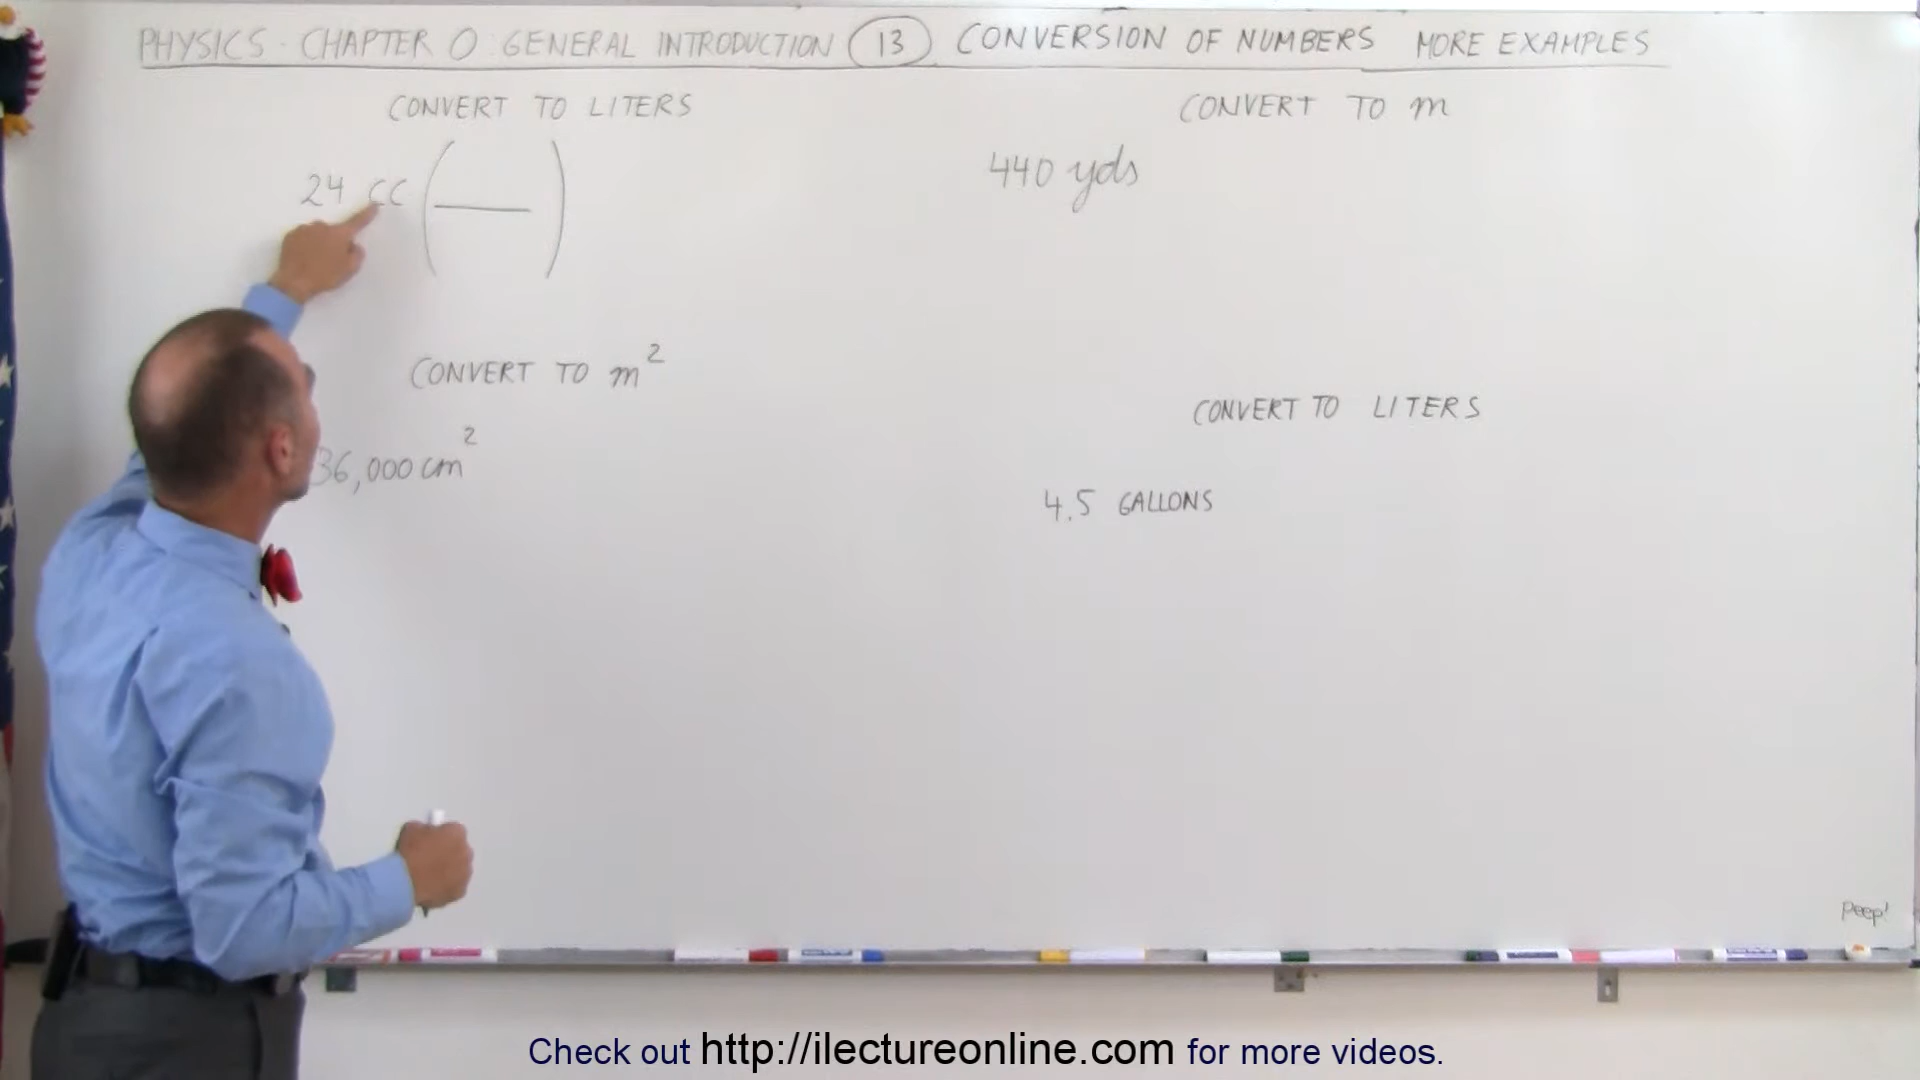 PHYSICS. CHAPTER 0: GENERAL INTRODUCTION 13 CONVERSION OF NUMBERS MORE EXAMPLES
CONVERT TO LITERS
24 cc
CONVERT TO m²
36,000 cm²
CONVERT TO m
440 yds
CONVERT TO LITERS
4.5 GALLONS
Peep!
Check out http://ilectureonline.com for more videos.